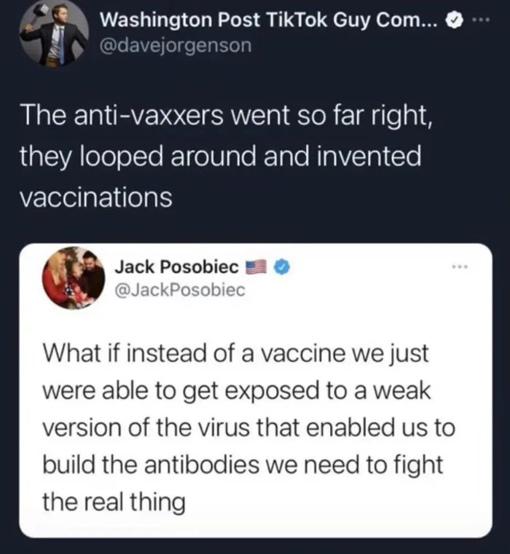 Washington Post TikTok Guy Com...
@davejorgenson
The anti-vaxxers went so far right,
they looped around and invented
vaccinations
Jack Posobiec 🇺🇸
@JackPosobiec
What if instead of a vaccine we just
were able to get exposed to a weak
version of the virus that enabled us to
build the antibodies we need to fight
the real thing